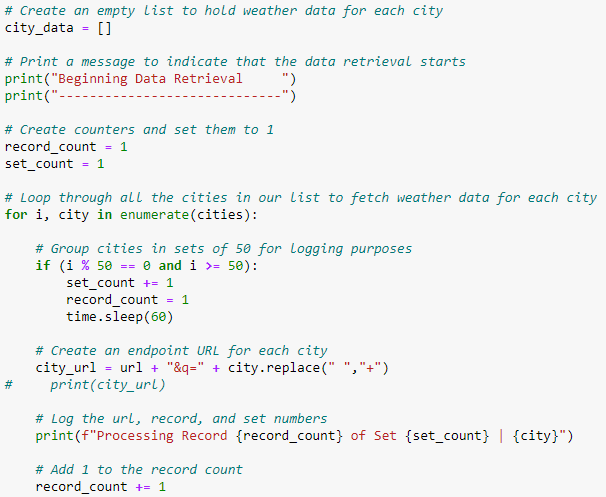 # Create an empty list to hold weather data for each city
city_data = []
# Print a message to indicate that the data retrieval starts
print("Beginning Data Retrieval     ")
print("-----------------------------")
# Create counters and set them to 1
record_count = 1
set_count = 1
# Loop through all the cities in our list to fetch weather data for each city
for i, city in enumerate(cities):
    # Group cities in sets of 50 for logging purposes
    if (i % 50 == 0 and i >= 50):
        set_count += 1
        record_count = 1
        time.sleep(60)
    # Create an endpoint URL for each city
    city_url = url + "&q=" + city.replace(" ","+")
#     print(city_url)
    # Log the url, record, and set numbers
    print(f"Processing Record {record_count} of Set {set_count} | {city}")
    # Add 1 to the record count
    record_count += 1